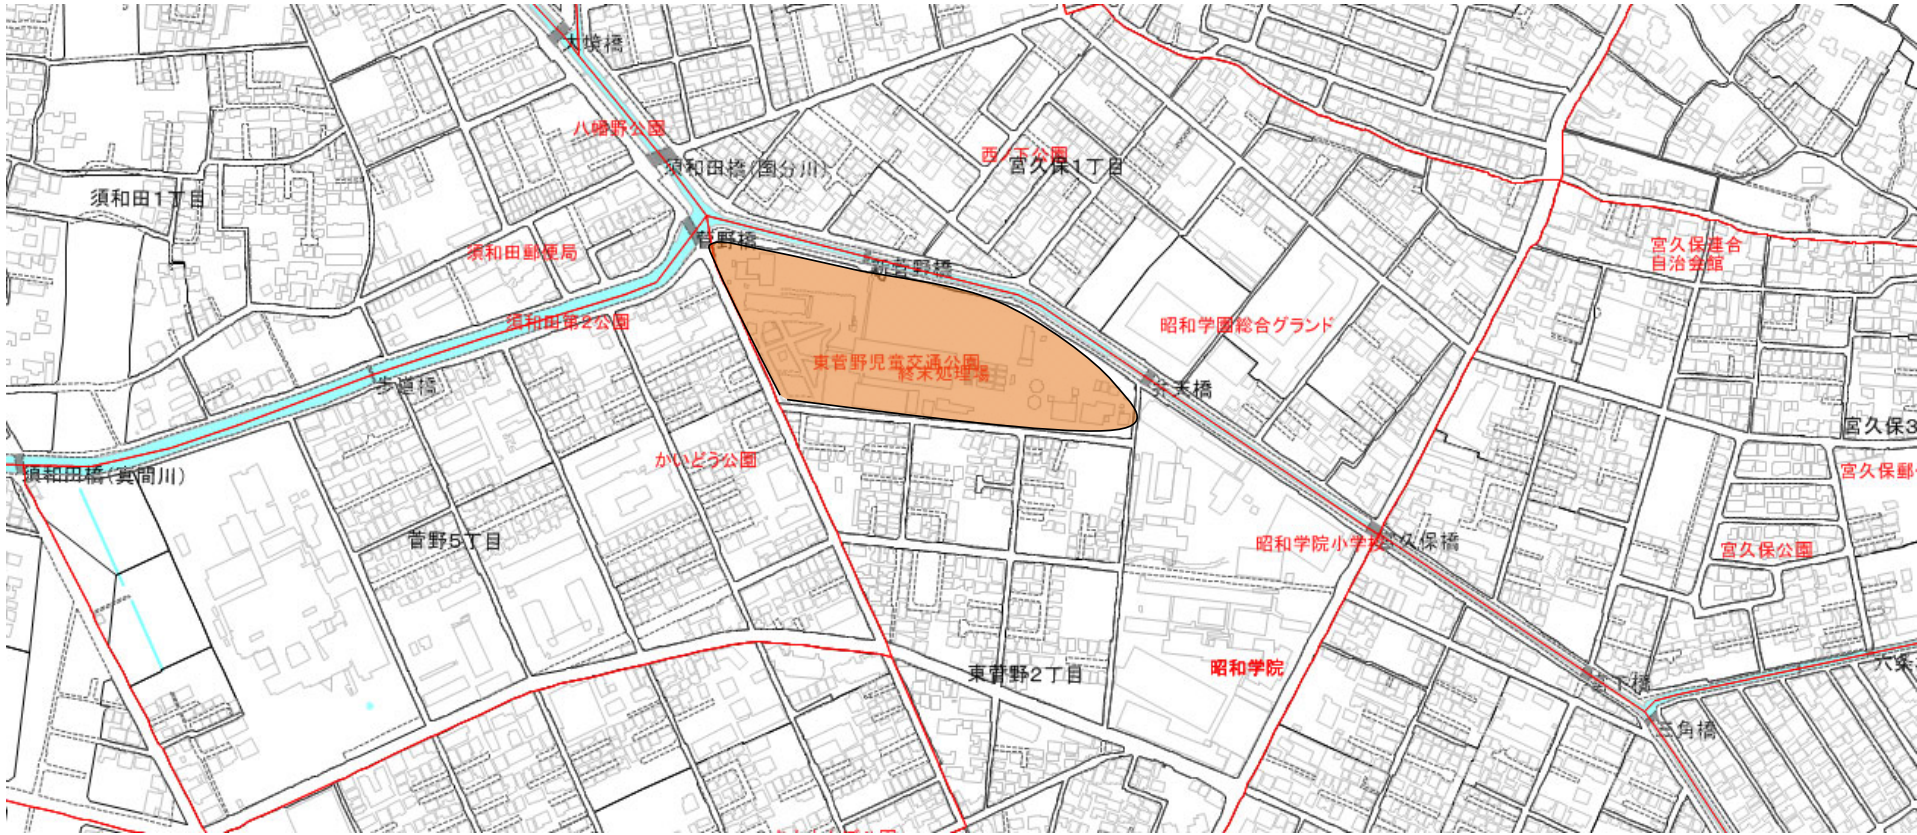 大境橋
八幡野公園
須和田橋(国分川)
西ノ下公園
宮久保1丁目
須和田1丁目
菅野橋
須和田郵便局
宮久保連合
自治会館
新菅野橋
須和田第2公園
昭和学園総合グランド
東菅野児童交通公園
終末処理場
歩道橋
弁天橋
宮久保3
かいどう公園
須和田橋(真間川)
宮久保郵
菅野5丁目
昭和学院小学校
久保橋
宮久保公園
昭和学院
東菅野2丁目
宮下橋
六条
三角橋